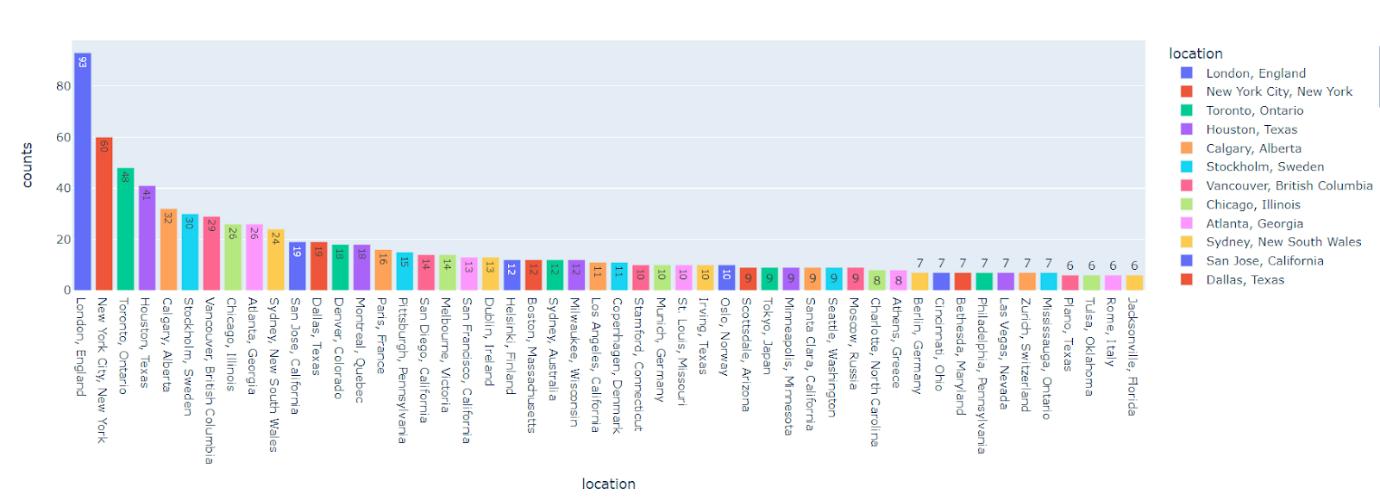 counts
80
60
40
20
0
93
60
48
41
32
30
29
26
26
24
19
19
18
18
16
15
14
14
13
13
12
12
12
12
11
11
10
10
10
10
10
9
9
9
9
9
9
8
8
7
7
7
7
7
7
7
6
6
6
6
London, England
New York City, New York
Toronto, Ontario
Houston, Texas
Calgary, Alberta
Stockholm, Sweden
Vancouver, British Columbia
Chicago, Illinois
Atlanta, Georgia
Sydney, New South Wales
San Jose, California
Dallas, Texas
Denver, Colorado
Montreal, Quebec
Paris, France
Pittsburgh, Pennsylvania
San Diego, California
Melbourne, Victoria
San Francisco, California
Dublin, Ireland
Helsinki, Finland
Boston, Massachusetts
Sydney, Australia
Milwaukee, Wisconsin
Los Angeles, California
Copenhagen, Denmark
Stamford, Connecticut
Munich, Germany
St. Louis, Missouri
Irving, Texas
Oslo, Norway
Scottsdale, Arizona
Tokyo, Japan
Minneapolis, Minnesota
Santa Clara, California
Seattle, Washington
Moscow, Russia
Charlotte, North Carolina
Athens, Greece
Berlin, Germany
Cincinnati, Ohio
Bethesda, Maryland
Philadelphia, Pennsylvania
Las Vegas, Nevada
Zurich, Switzerland
Mississauga, Ontario
Plano, Texas
Tulsa, Oklahoma
Rome, Italy
Jacksonville, Florida
location
location
London, England
New York City, New York
Toronto, Ontario
Houston, Texas
Calgary, Alberta
Stockholm, Sweden
Vancouver, British Columbia
Chicago, Illinois
Atlanta, Georgia
Sydney, New South Wales
San Jose, California
Dallas, Texas